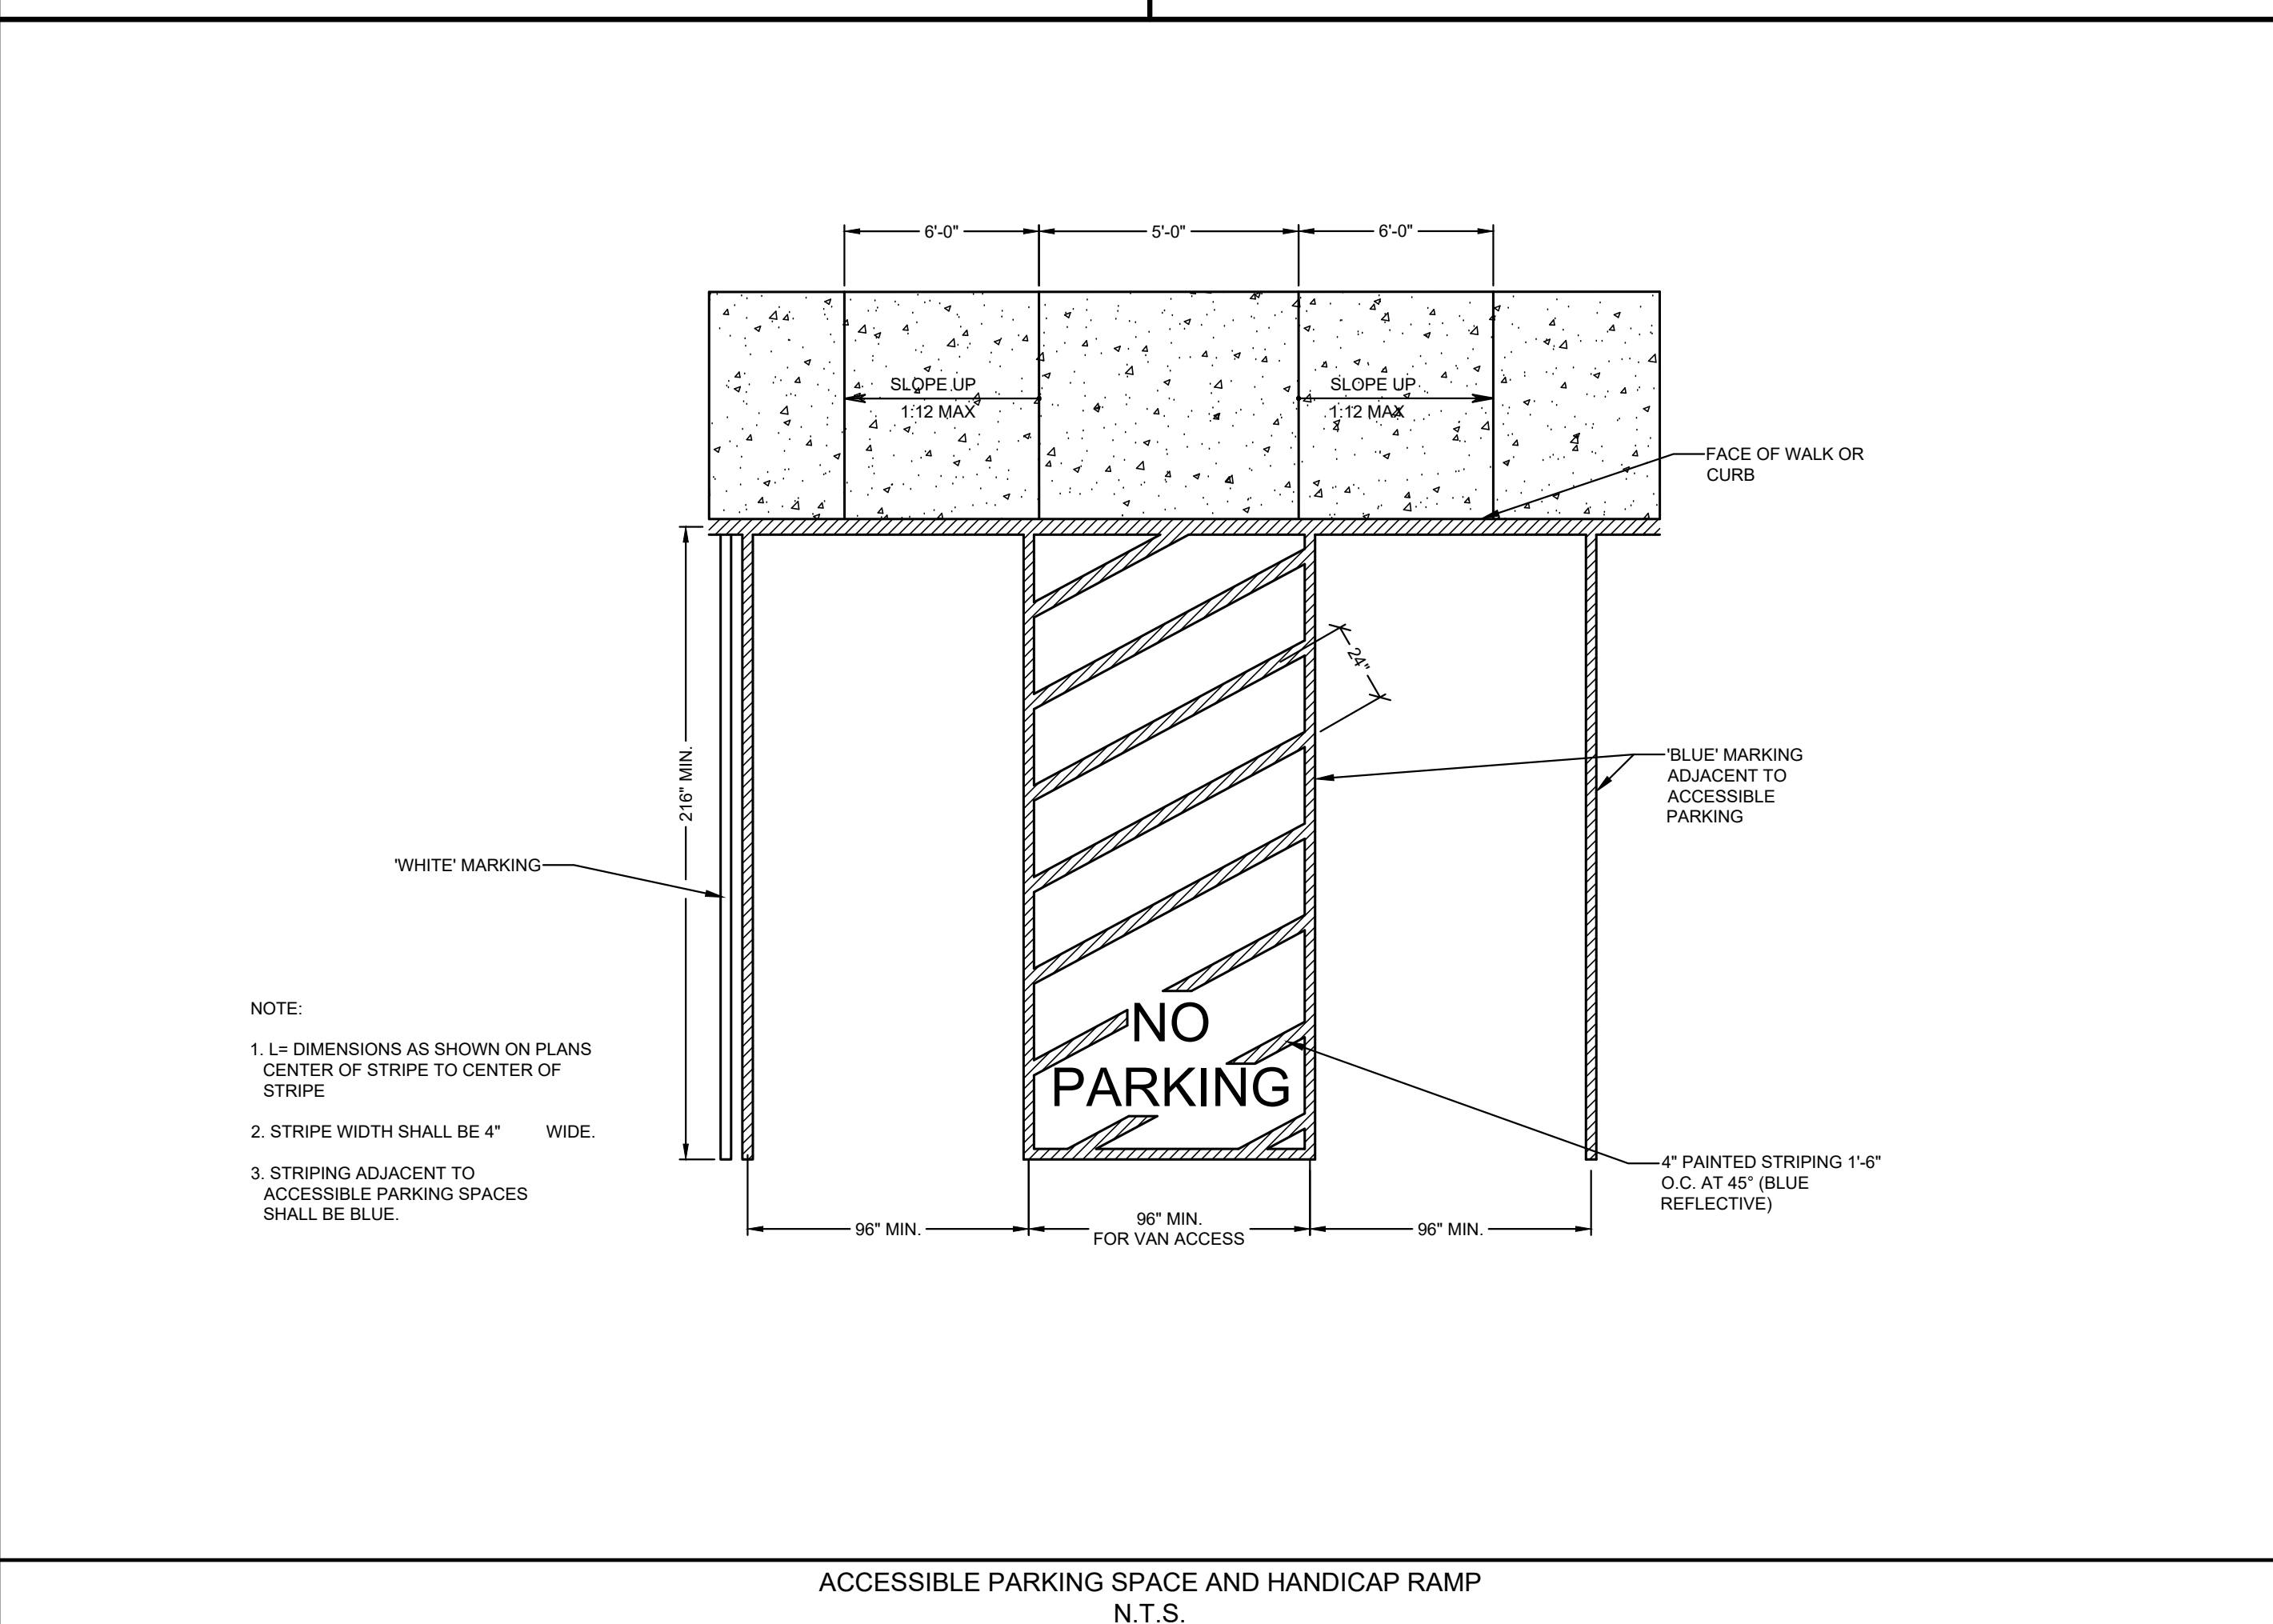 6'-0"
5'-0"
6'-0"
SLOPE UP
1:12 MAX
SLOPE UP
1:12 MAX
FACE OF WALK OR
CURB
24"
216" MIN.
'BLUE' MARKING
ADJACENT TO
ACCESSIBLE
PARKING
'WHITE' MARKING
NOTE:
1. L= DIMENSIONS AS SHOWN ON PLANS
CENTER OF STRIPE TO CENTER OF
STRIPE
2. STRIPE WIDTH SHALL BE 4" WIDE.
3. STRIPING ADJACENT TO
ACCESSIBLE PARKING SPACES
SHALL BE BLUE.
NO
PARKING
4" PAINTED STRIPING 1'-6"
O.C. AT 45° (BLUE
REFLECTIVE)
96" MIN.
96" MIN.
FOR VAN ACCESS
96" MIN.
ACCESSIBLE PARKING SPACE AND HANDICAP RAMP
N.T.S.